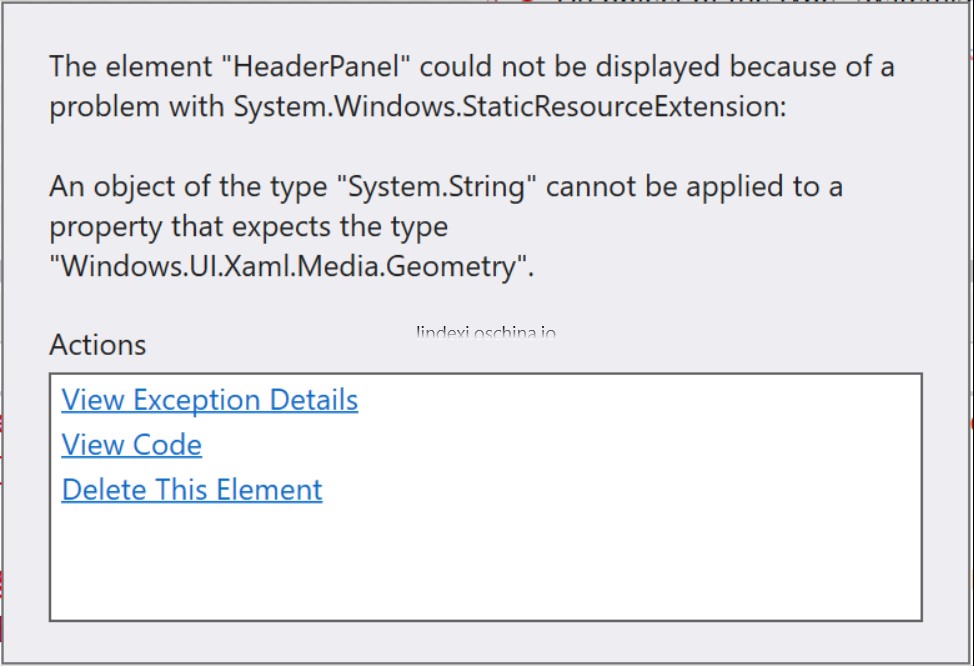 The element "HeaderPanel" could not be displayed because of a
problem with System.Windows.StaticResourceExtension:
An object of the type "System.String" cannot be applied to a
property that expects the type
"Windows.UI.Xaml.Media.Geometry".
lindexi.oschina.io
Actions
View Exception Details
View Code
Delete This Element